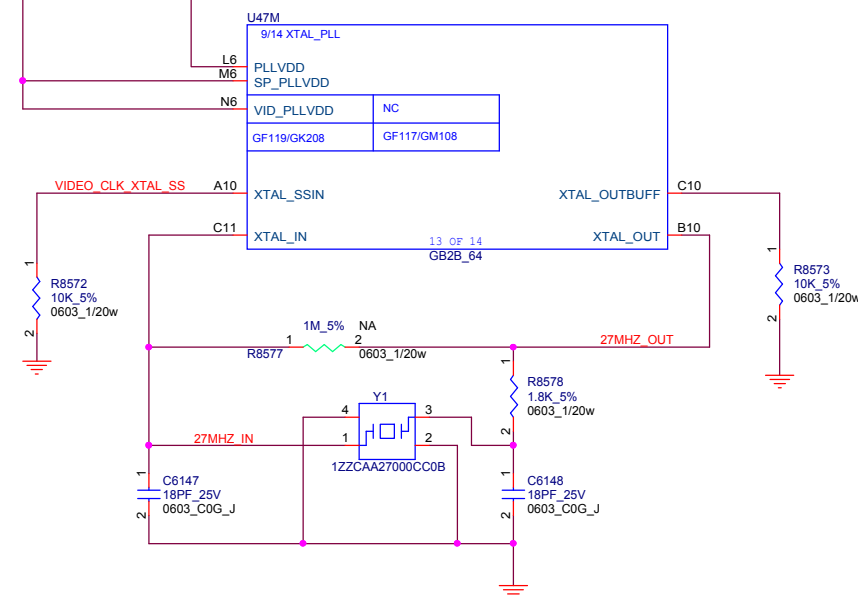 U47M
9/14 XTAL_PLL
L6
PLLVDD
M6
SP_PLLVDD
N6
VID_PLLVDD
NC
GF119/GK208
GF117/GM108
VIDEO_CLK_XTAL_SS
A10
XTAL_SSIN
XTAL_OUTBUFF
C10
C11
XTAL_IN
13 OF 14
XTAL_OUT
B10
GB2B_64
1
R8572
10K_5%
0603_1/20w
2
1
R8573
10K_5%
0603_1/20w
2
1M_5%
NA
1
2
R8577
0603_1/20w
27MHZ_OUT
1
R8578
1.8K_5%
0603_1/20w
2
Y1
4
3
27MHZ_IN
1
2
1ZZCAA27000CC0B
1
C6147
18PF_25V
0603_C0G_J
2
1
C6148
18PF_25V
0603_C0G_J
2